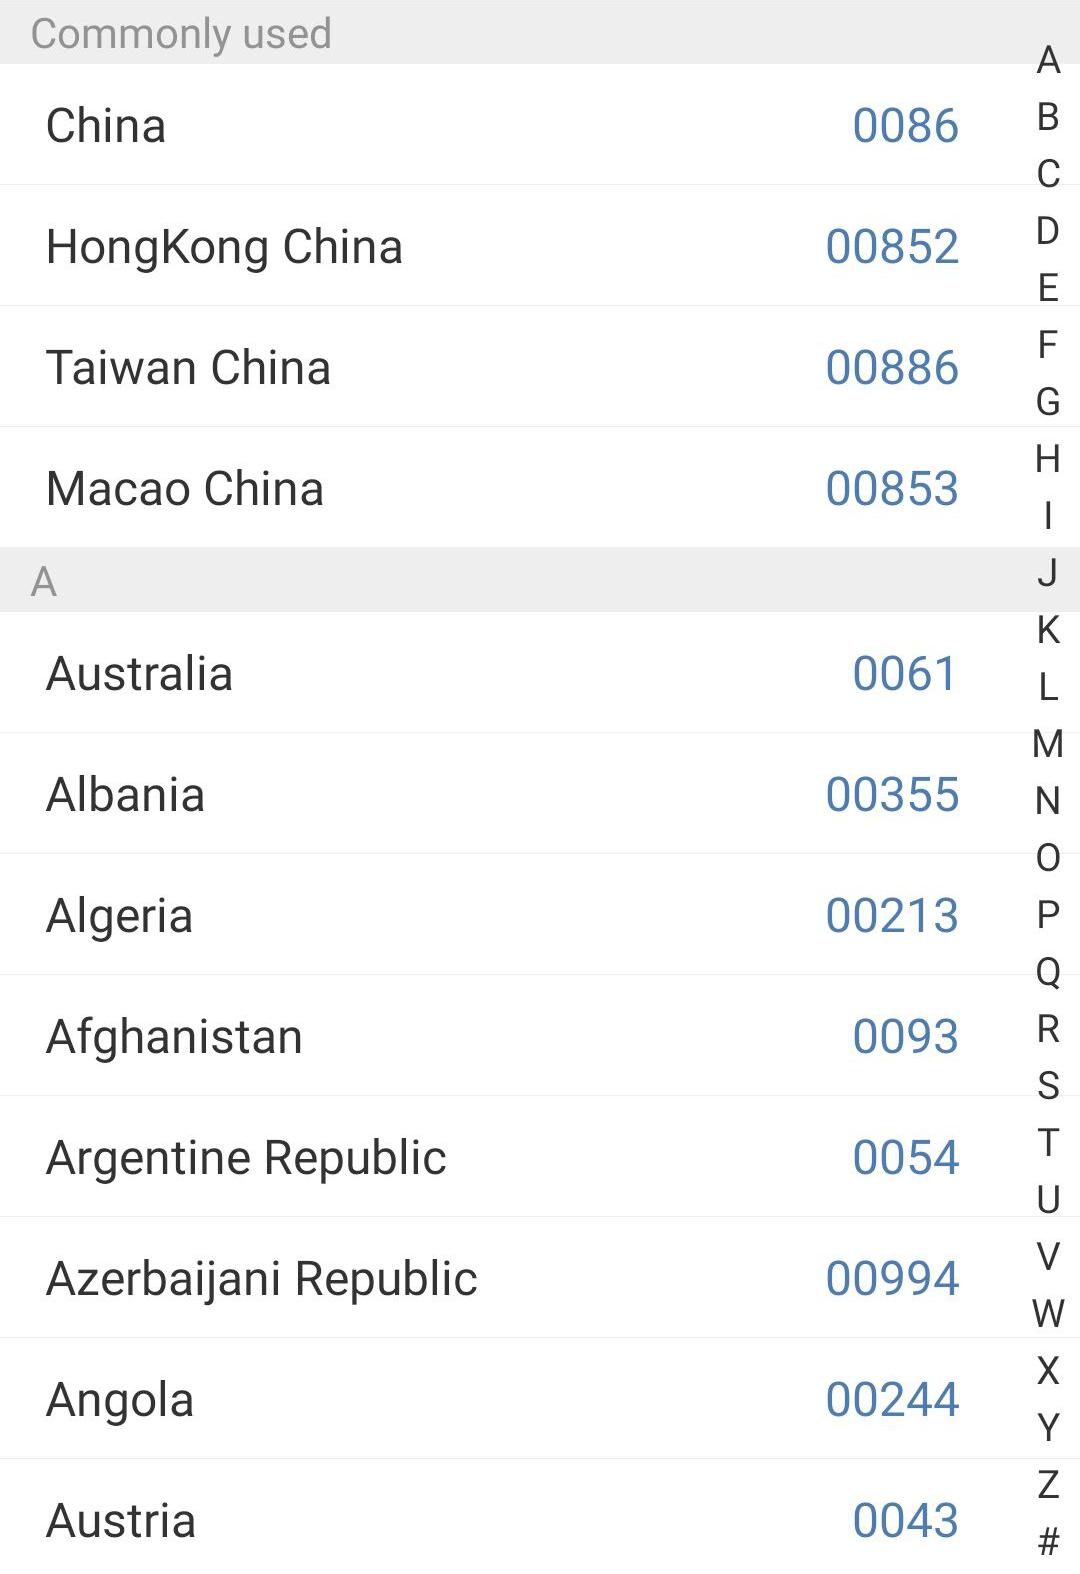 Commonly used
China 0086
HongKong China 00852
Taiwan China 00886
Macao China 00853
A
Australia 0061
Albania 00355
Algeria 00213
Afghanistan 0093
Argentine Republic 0054
Azerbaijani Republic 00994
Angola 00244
Austria 0043
A
B
C
D
E
F
G
H
I
J
K
L
M
N
O
P
Q
R
S
T
U
V
W
X
Y
Z
#